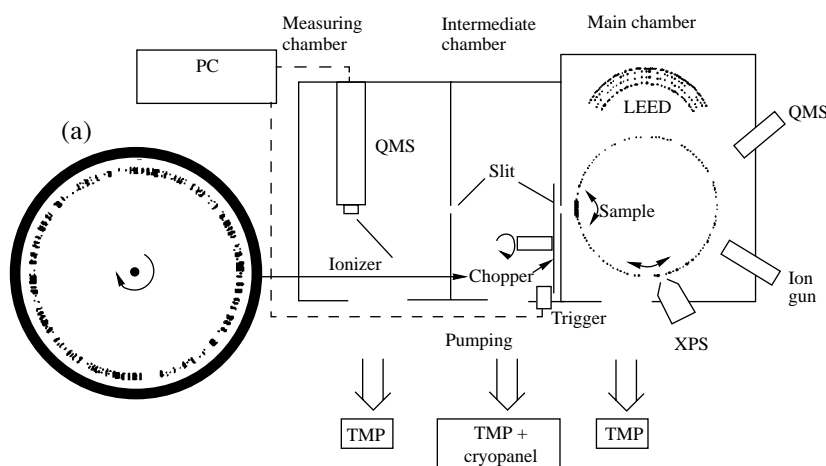 Measuring
chamber
Intermediate
chamber
Main chamber
PC
(a)
QMS
LEED
QMS
Slit
Sample
Ionizer
Chopper
Ion
gun
Trigger
XPS
Pumping
TMP
TMP +
cryopanel
TMP